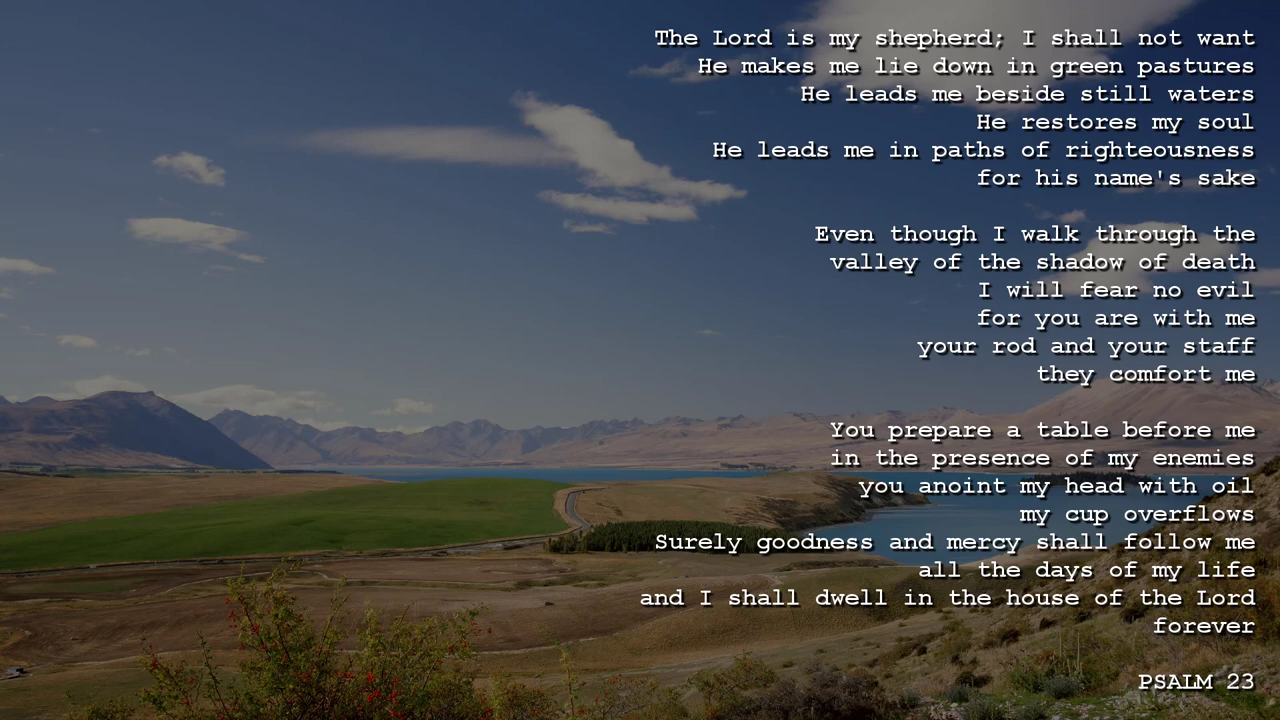 The Lord is my shepherd; I shall not want
He makes me lie down in green pastures
He leads me beside still waters
He restores my soul
He leads me in paths of righteousness
for his name's sake
Even though I walk through the
valley of the shadow of death
I will fear no evil
for you are with me
your rod and your staff
they comfort me
You prepare a table before me
in the presence of my enemies
you anoint my head with oil
my cup overflows
Surely goodness and mercy shall follow me
all the days of my life
and I shall dwell in the house of the Lord
forever
PSALM 23